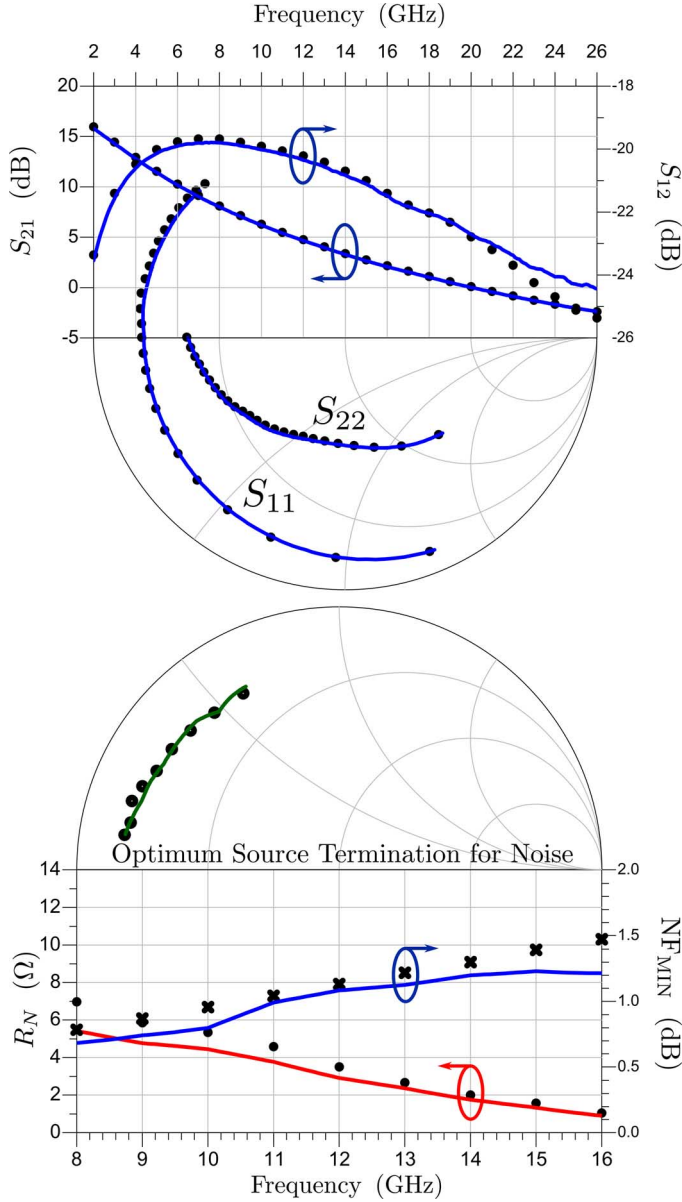 Frequency (GHz)
2 4 6 8 10 12 14 16 18 20 22 24 26
20 -18
15 -20
10 -22
5 -24
0
-5 -26
S21 (dB)
S12 (dB)
S22
S11
Optimum Source Termination for Noise
14 2.0
12
10 1.5
8 1.0
6
4 0.5
2
0 0.0
RN (Ω)
NFMIN (dB)
8 9 10 11 12 13 14 15 16
Frequency (GHz)